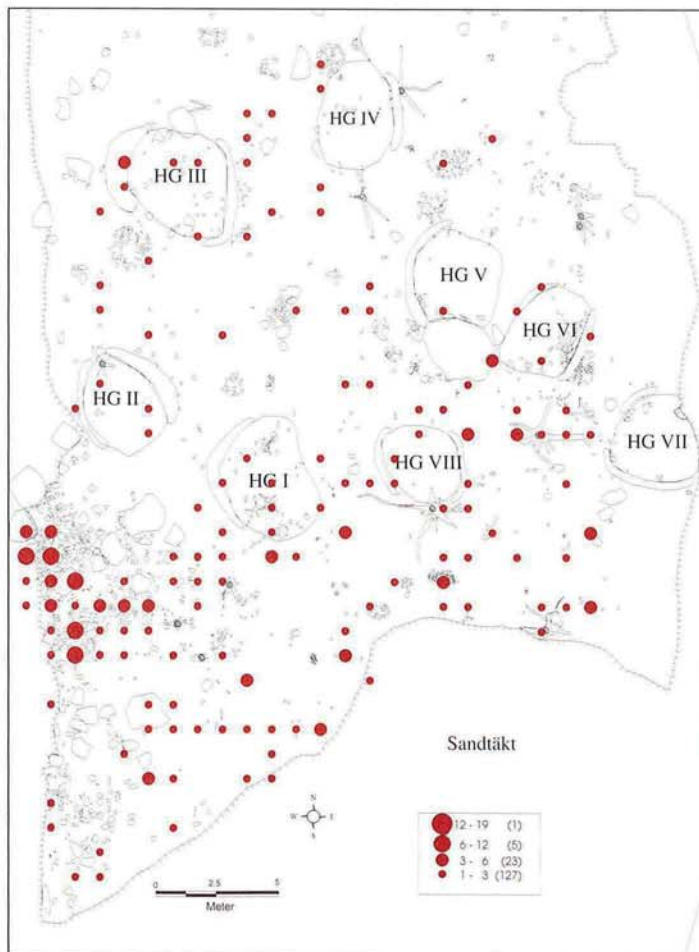 HG IV
HG III
HG V
HG VI
HG II
HG VII
HG VIII
HG I
Sandtäkt
N
W E
S
12 - 19 (1)
6 - 12 (5)
3 - 6 (23)
1 - 3 (127)
0 2.5 5
Meter